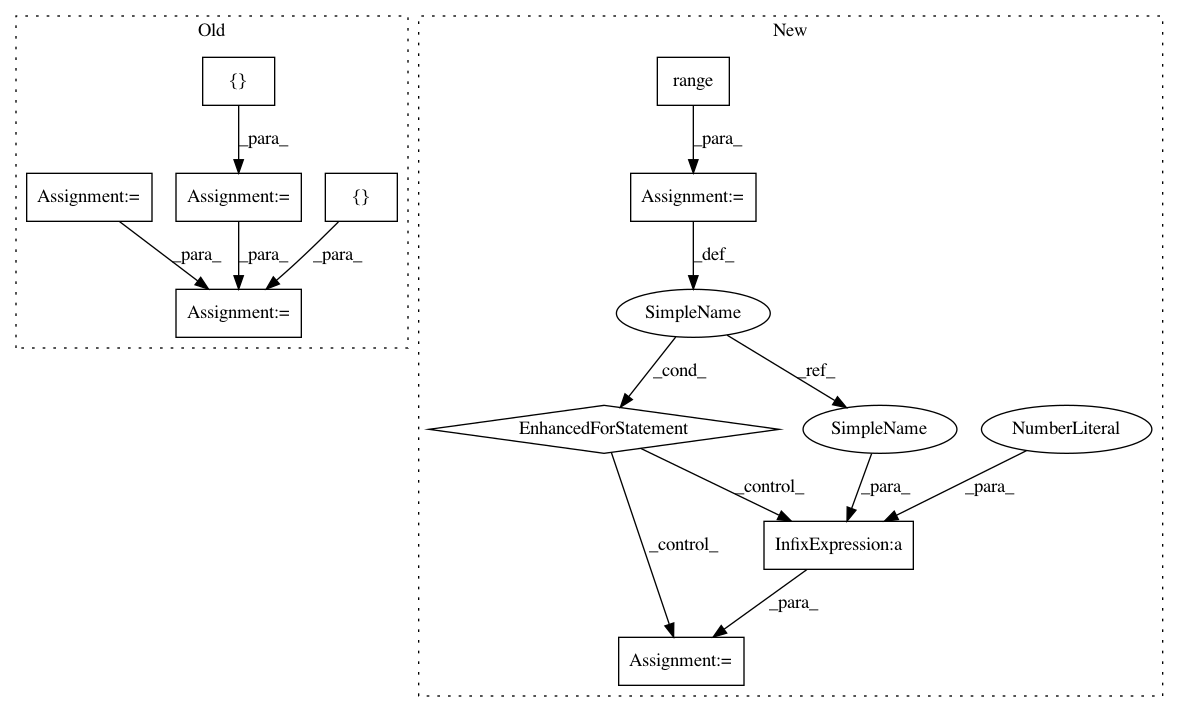 Old
New
{}
range
_para_
_para_
Assignment:=
Assignment:=
{}
Assignment:=
_para_
_para_
_para_
_def_
Assignment:=
SimpleName
_cond_
_ref_
EnhancedForStatement
SimpleName
NumberLiteral
_control_
_para_
_para_
_control_
InfixExpression:a
_para_
Assignment:=